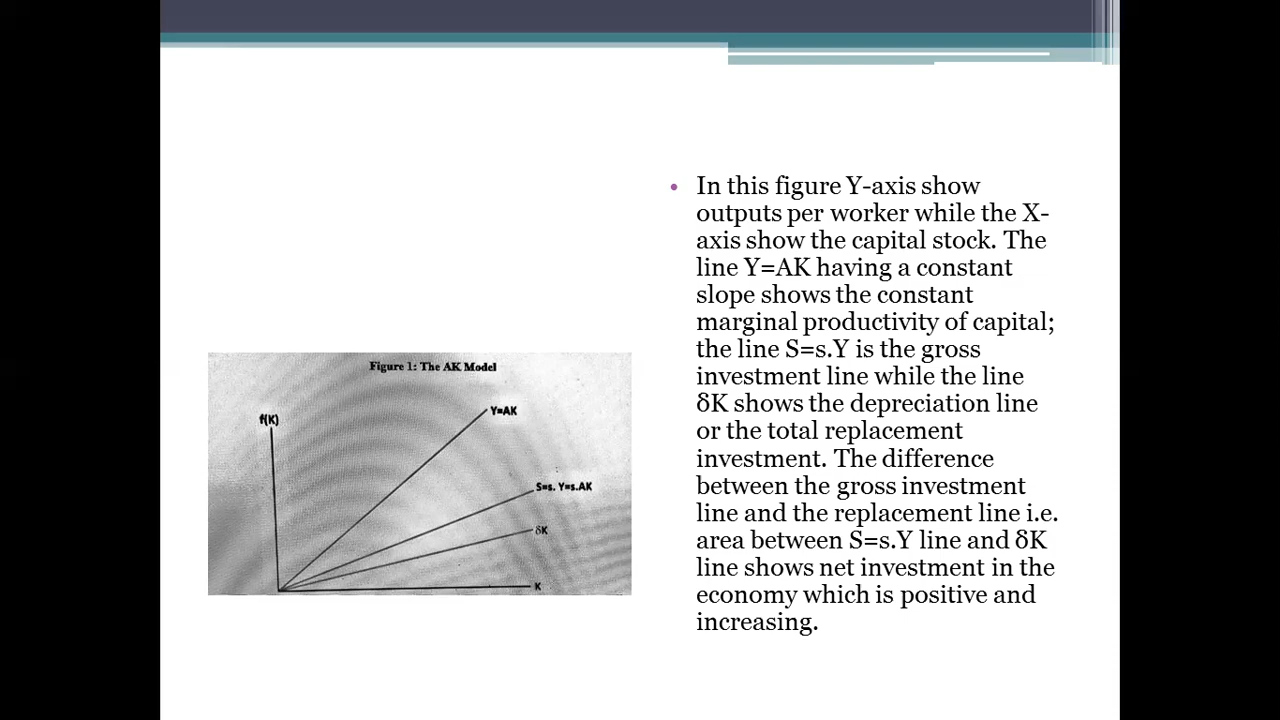 Figure 1: The AK Model
f(K)
Y=AK
S=s. Y=s.AK
δK
K
• In this figure Y-axis show
outputs per worker while the X-
axis show the capital stock. The
line Y=AK having a constant
slope shows the constant
marginal productivity of capital;
the line S=s.Y is the gross
investment line while the line
δK shows the depreciation line
or the total replacement
investment. The difference
between the gross investment
line and the replacement line i.e.
area between S=s.Y line and δK
line shows net investment in the
economy which is positive and
increasing.